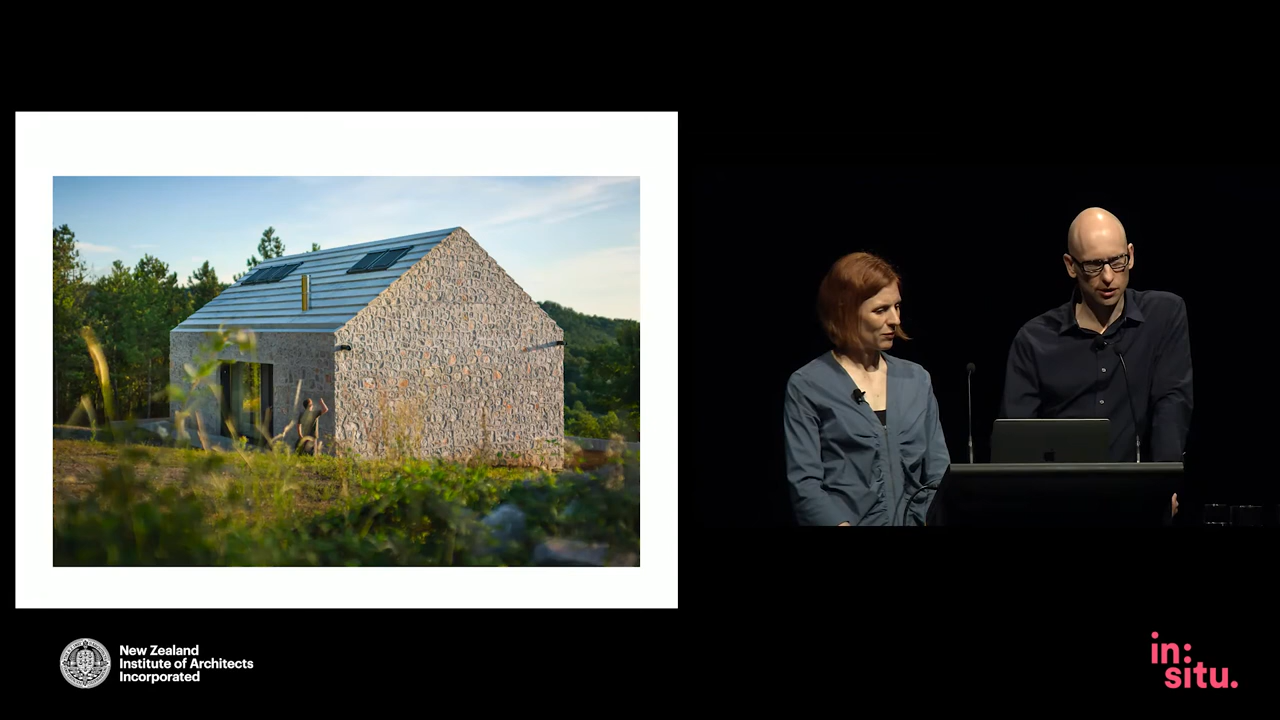 New Zealand
Institute of Architects
Incorporated
in:
situ.